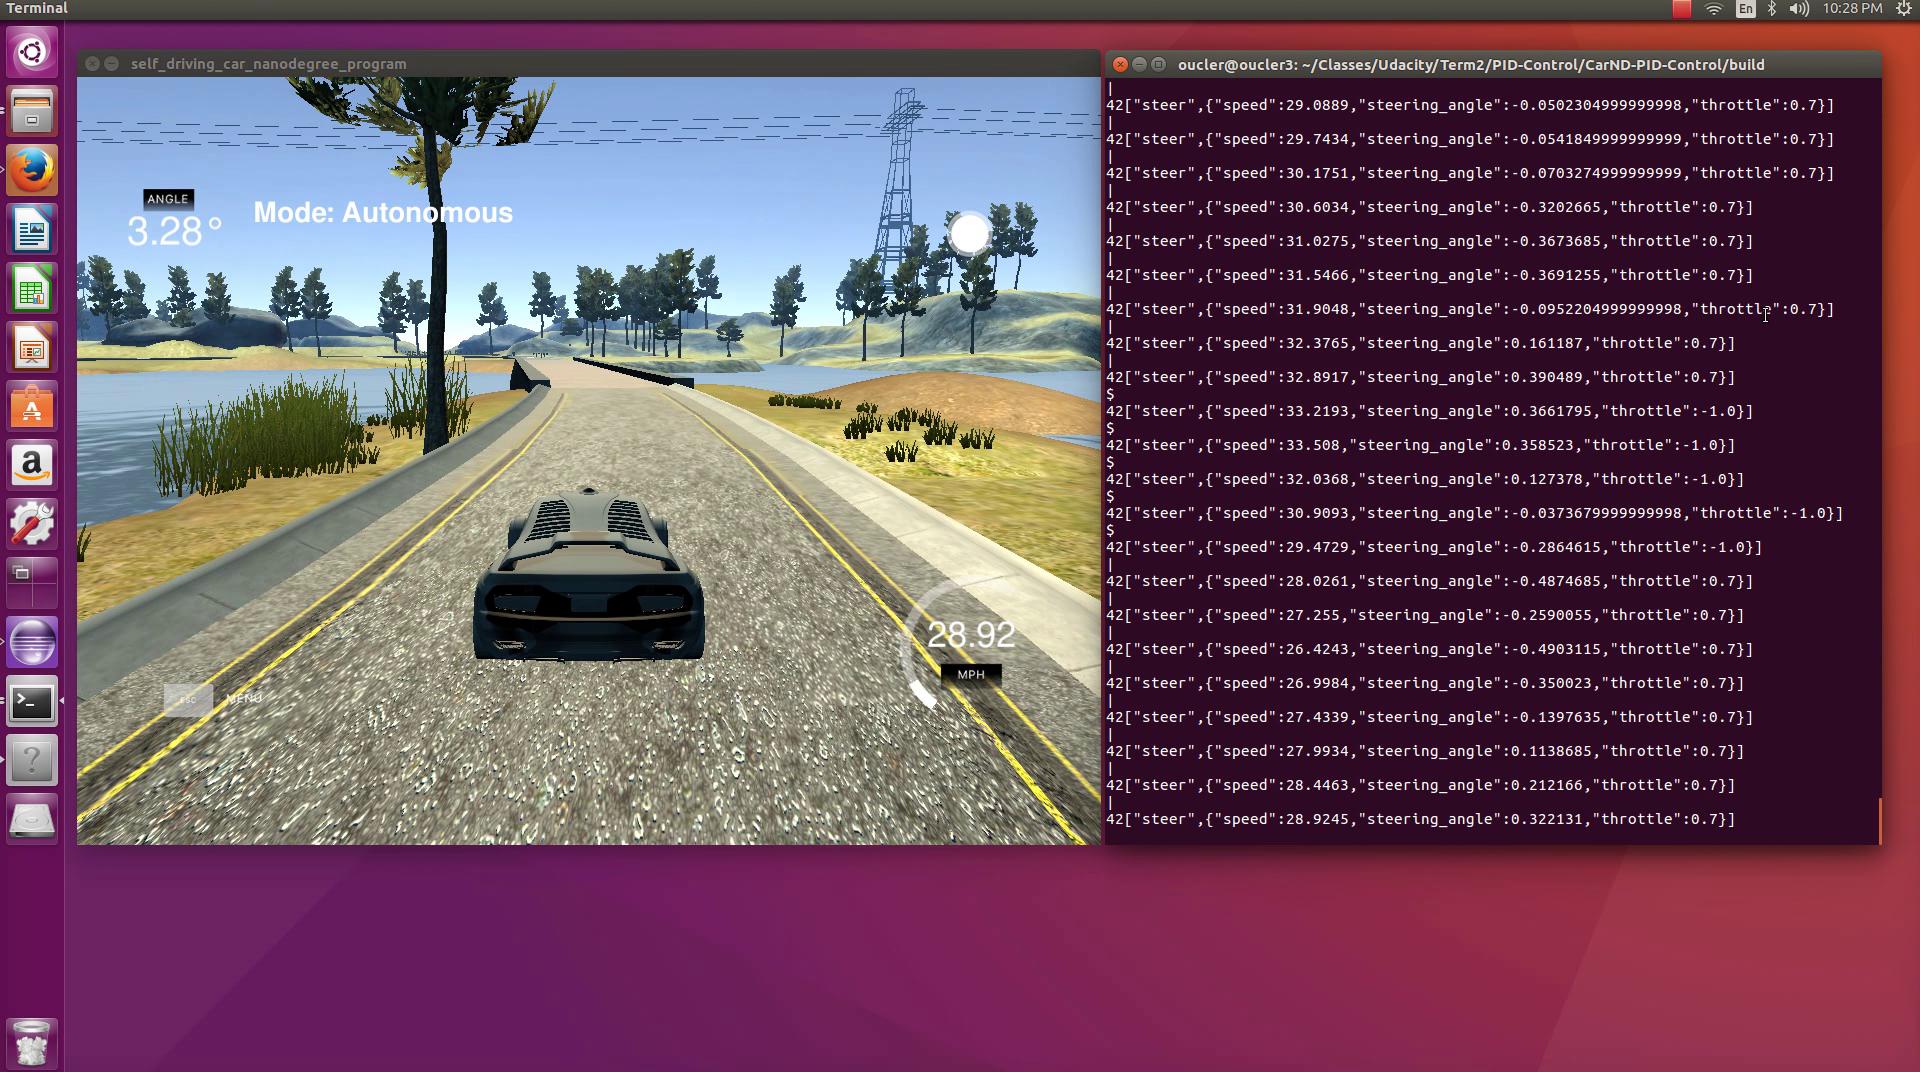 Terminal
En
10:28 PM
self_driving_car_nanodegree_program
ANGLE
3.28°
Mode: Autonomous
28.92
MPH
ESC
MENU
oucler@oucler3: ~/Classes/Udacity/Term2/PID-Control/CarND-PID-Control/build
|
42["steer",{"speed":29.0889,"steering_angle":-0.0502304999999998,"throttle":0.7}]
|
42["steer",{"speed":29.7434,"steering_angle":-0.0541849999999999,"throttle":0.7}]
|
42["steer",{"speed":30.1751,"steering_angle":-0.0703274999999999,"throttle":0.7}]
|
42["steer",{"speed":30.6034,"steering_angle":-0.3202665,"throttle":0.7}]
|
42["steer",{"speed":31.0275,"steering_angle":-0.3673685,"throttle":0.7}]
|
42["steer",{"speed":31.5466,"steering_angle":-0.3691255,"throttle":0.7}]
|
42["steer",{"speed":31.9048,"steering_angle":-0.0952204999999998,"throttle":0.7}]
|
42["steer",{"speed":32.3765,"steering_angle":0.161187,"throttle":0.7}]
|
42["steer",{"speed":32.8917,"steering_angle":0.390489,"throttle":0.7}]
$
42["steer",{"speed":33.2193,"steering_angle":0.3661795,"throttle":-1.0}]
$
42["steer",{"speed":33.508,"steering_angle":0.358523,"throttle":-1.0}]
$
42["steer",{"speed":32.0368,"steering_angle":0.127378,"throttle":-1.0}]
$
42["steer",{"speed":30.9093,"steering_angle":-0.0373679999999998,"throttle":-1.0}]
$
42["steer",{"speed":29.4729,"steering_angle":-0.2864615,"throttle":-1.0}]
|
42["steer",{"speed":28.0261,"steering_angle":-0.4874685,"throttle":0.7}]
|
42["steer",{"speed":27.255,"steering_angle":-0.2590055,"throttle":0.7}]
|
42["steer",{"speed":26.4243,"steering_angle":-0.4903115,"throttle":0.7}]
|
42["steer",{"speed":26.9984,"steering_angle":-0.350023,"throttle":0.7}]
|
42["steer",{"speed":27.4339,"steering_angle":-0.1397635,"throttle":0.7}]
|
42["steer",{"speed":27.9934,"steering_angle":0.1138685,"throttle":0.7}]
|
42["steer",{"speed":28.4463,"steering_angle":0.212166,"throttle":0.7}]
|
42["steer",{"speed":28.9245,"steering_angle":0.322131,"throttle":0.7}]